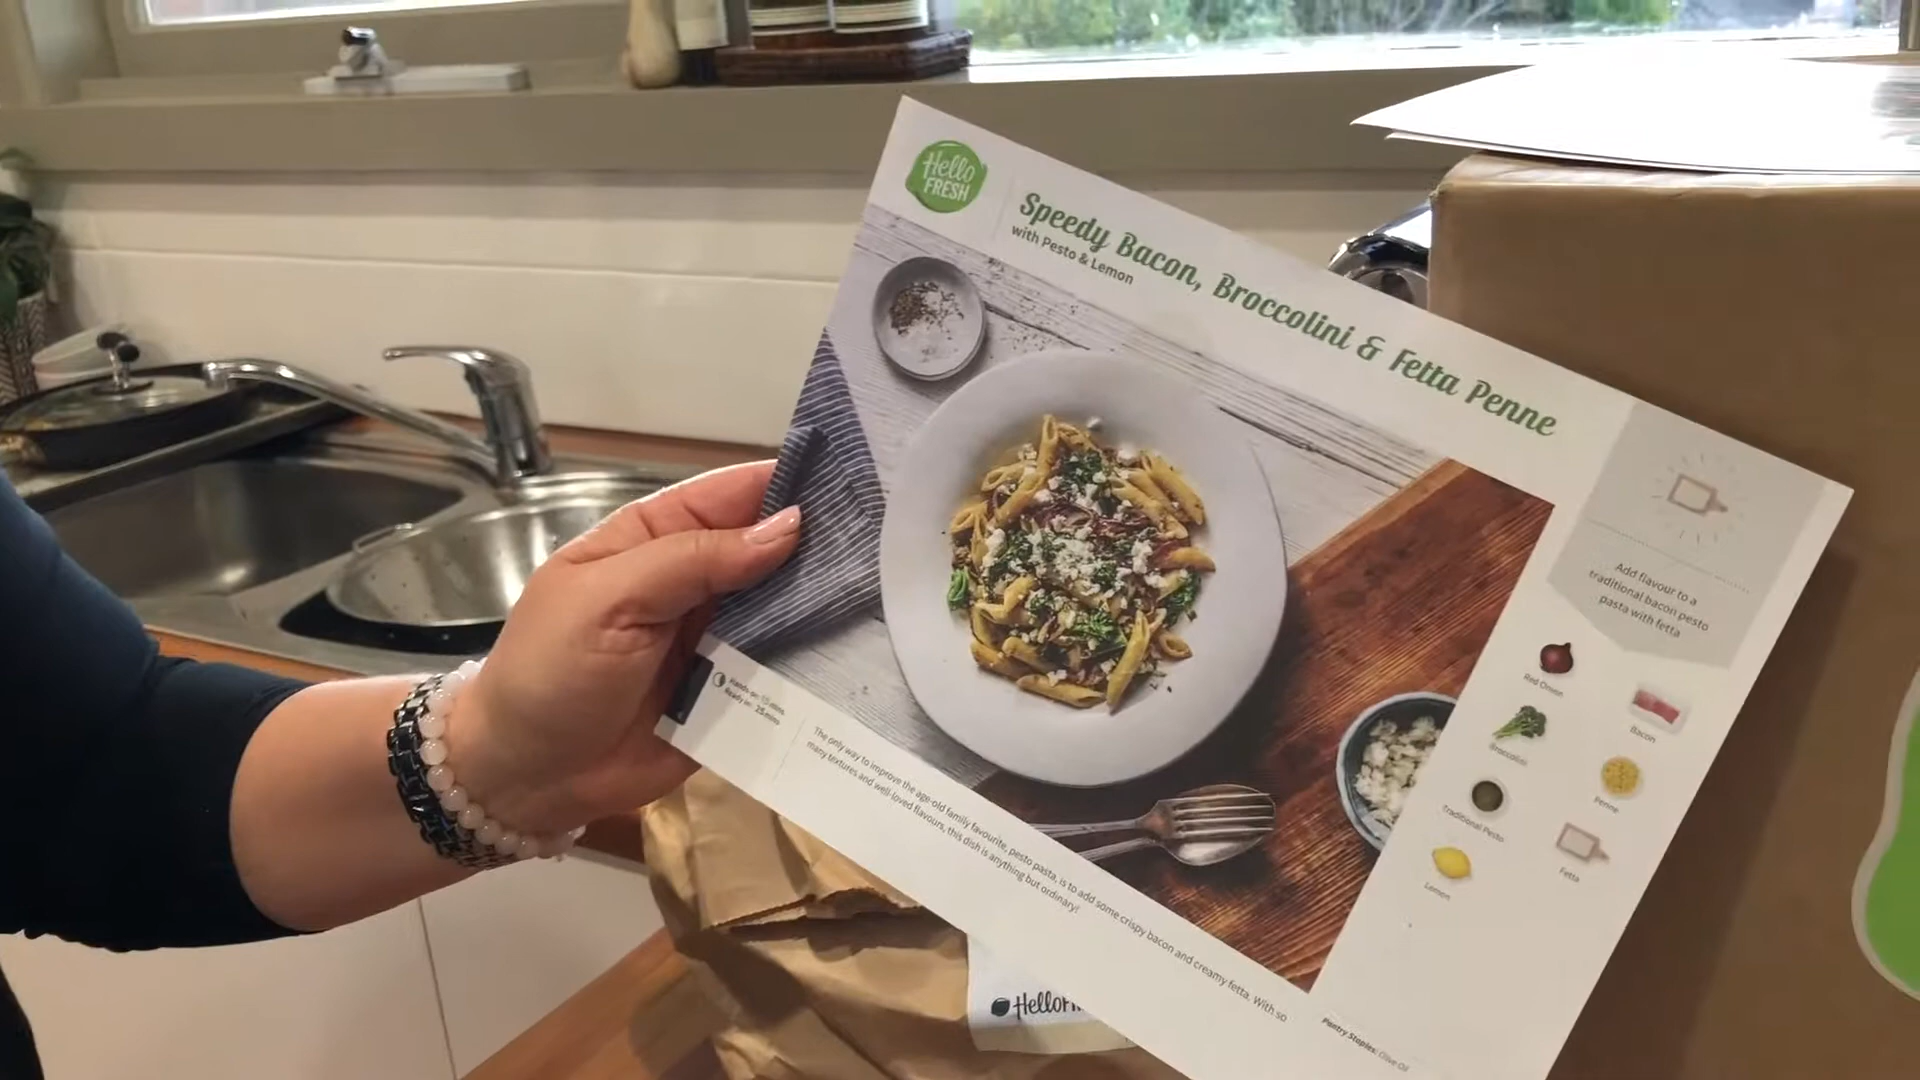 Hello
FRESH
Speedy Bacon, Broccolini & Fetta Penne
with Pesto & Lemon
Add flavour to a
traditional bacon pesto
pasta with fetta
Red Onion
Bacon
Broccolini
Penne
Traditional Pesto
Fetta
Lemon
Hands-on: mins
Ready in: 25 mins
The only way to improve the age-old family favourite, pesto pasta, is to add some crispy bacon and creamy fetta. With so
many textures and well-loved flavours, this dish is anything but ordinary!
Pantry Staples: Olive Oil